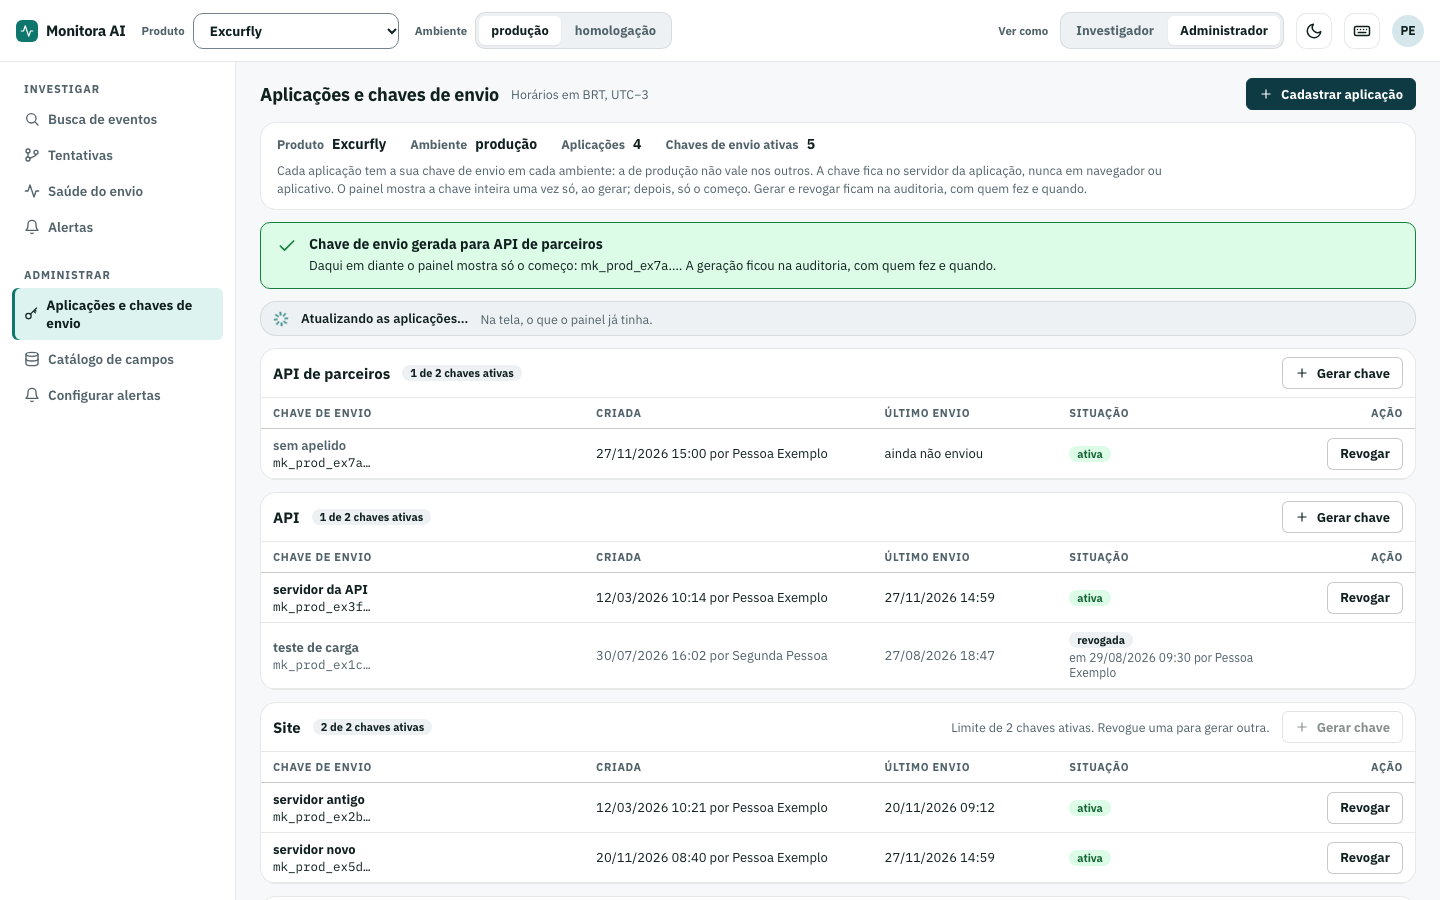 Monitora AI
Produto
Excurfly
Ambiente
produção
homologação
Ver como
Investigador
Administrador
PE
INVESTIGAR
Busca de eventos
Tentativas
Saúde do envio
Alertas
ADMINISTRAR
Aplicações e chaves de
envio
Catálogo de campos
Configurar alertas
Aplicações e chaves de envio
Horários em BRT, UTC−3
Cadastrar aplicação
Produto Excurfly
Ambiente produção
Aplicações 4
Chaves de envio ativas 5
Cada aplicação tem a sua chave de envio em cada ambiente: a de produção não vale nos outros. A chave fica no servidor da aplicação, nunca em navegador ou
aplicativo. O painel mostra a chave inteira uma vez só, ao gerar; depois, só o começo. Gerar e revogar ficam na auditoria, com quem fez e quando.
Chave de envio gerada para API de parceiros
Daqui em diante o painel mostra só o começo: mk_prod_ex7a…. A geração ficou na auditoria, com quem fez e quando.
Atualizando as aplicações…
Na tela, o que o painel já tinha.
API de parceiros
1 de 2 chaves ativas
Gerar chave
CHAVE DE ENVIO
CRIADA
ÚLTIMO ENVIO
SITUAÇÃO
AÇÃO
sem apelido
mk_prod_ex7a…
27/11/2026 15:00 por Pessoa Exemplo
ainda não enviou
ativa
Revogar
API
1 de 2 chaves ativas
Gerar chave
CHAVE DE ENVIO
CRIADA
ÚLTIMO ENVIO
SITUAÇÃO
AÇÃO
servidor da API
mk_prod_ex3f…
12/03/2026 10:14 por Pessoa Exemplo
27/11/2026 14:59
ativa
Revogar
teste de carga
mk_prod_ex1c…
30/07/2026 16:02 por Segunda Pessoa
27/08/2026 18:47
revogada
em 29/08/2026 09:30 por Pessoa
Exemplo
Site
2 de 2 chaves ativas
Limite de 2 chaves ativas. Revogue uma para gerar outra.
Gerar chave
CHAVE DE ENVIO
CRIADA
ÚLTIMO ENVIO
SITUAÇÃO
AÇÃO
servidor antigo
mk_prod_ex2b…
12/03/2026 10:21 por Pessoa Exemplo
20/11/2026 09:12
ativa
Revogar
servidor novo
mk_prod_ex5d…
20/11/2026 08:40 por Pessoa Exemplo
27/11/2026 14:59
ativa
Revogar